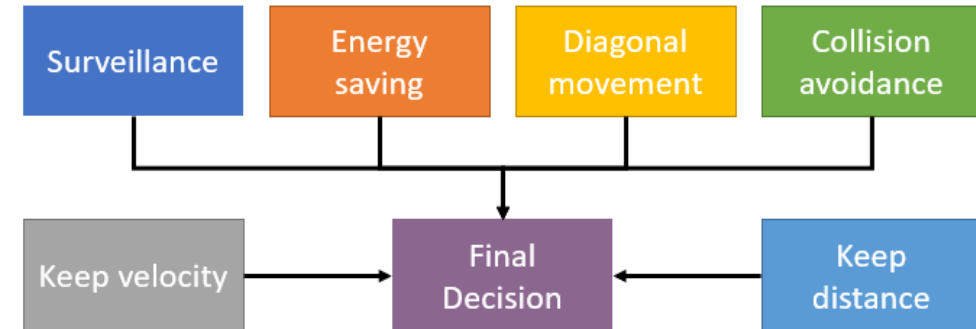 Surveillance
Energy
saving
Diagonal
movement
Collision
avoidance
Keep velocity
Final
Decision
Keep
distance